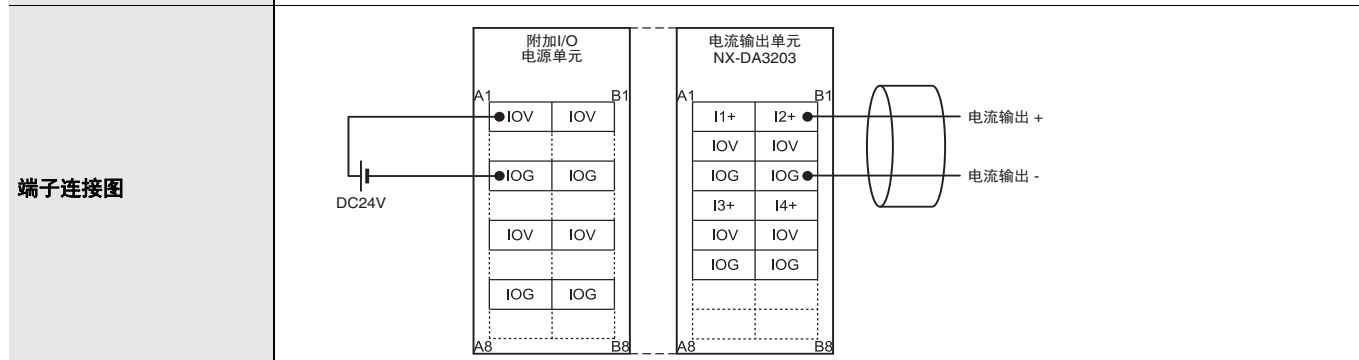 端子连接图
附加I/O
电源单元
A1 B1
IOV IOV
IOG IOG
IOV IOV
IOG IOG
A8 B8
DC24V
电流输出单元
NX-DA3203
A1 B1
I1+ I2+
IOV IOV
IOG IOG
I3+ I4+
IOV IOV
IOG IOG
A8 B8
电流输出 +
电流输出 -